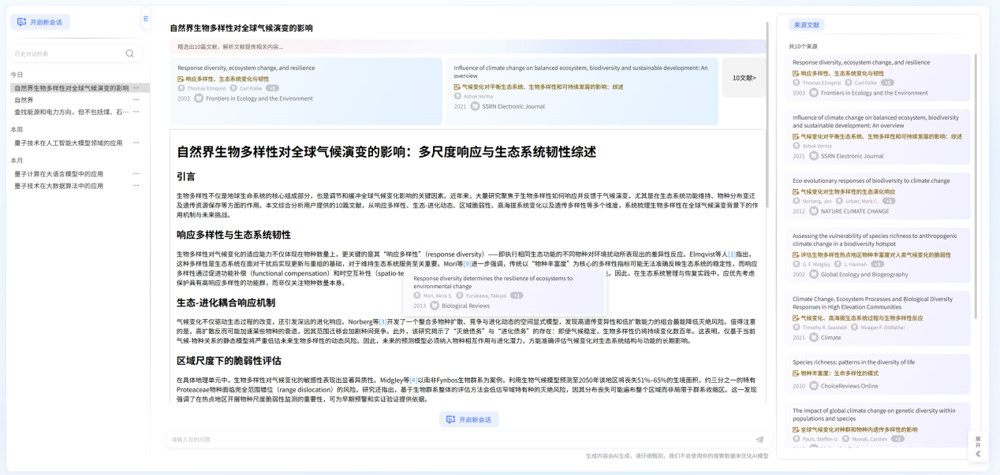 开启新会话
历史对话检索
今日
自然界生物多样性对全球气候演变的影响 ···
自然界 ···
查找能源和电力方向，但不包括煤、石··· ···
本周
量子技术在人工智能大模型领域的应用 ···
本月
量子计算在大语言模型中的应用 ···
量子技术在大数据算法中的应用 ···
自然界生物多样性对全球气候演变的影响
精选出10篇文献，解析文献提炼相关内容...
Response diversity, ecosystem change, and resilience
响应多样性、生态系统变化与韧性
Thomas Elmqvist Carl Folke +5
2003 Frontiers in Ecology and the Environment
Influence of climate change on balanced ecosystem, biodiversity and sustainable development: An
overview
气候变化对平衡生态系统、生物多样性和可持续发展的影响：综述
Ashok Verma
2021 SSRN Electronic Journal
10文献>
自然界生物多样性对全球气候演变的影响：多尺度响应与生态系统韧性综述
引言
生物多样性不仅是地球生命系统的核心组成部分，也是调节和缓冲全球气候变化影响的关键因素。近年来，大量研究聚焦于生物多样性如何响应并反馈于气候演变，尤其是在生态系统功能维持、物种分布变迁
及遗传资源保存等方面的作用。本文综合分析用户提供的10篇文献，从响应多样性、生态-进化动态、区域脆弱性、高海拔系统变化以及遗传多样性等多个维度，系统梳理生物多样性在全球气候演变背景下的作
用机制与未来挑战。
响应多样性与生态系统韧性
生物多样性对气候变化的适应能力不仅体现在物种数量上，更关键的是其“响应多样性”（response diversity）——即执行相同生态功能的不同物种对环境扰动所表现出的差异性反应。Elmqvist等人[1]指出，
这种多样性是生态系统在面对干扰后实现更新与重组的基础，对于维持生态系统服务至关重要。Mori等[9]进一步强调，传统以“物种丰富度”为核心的多样性指标可能无法准确反映生态系统的稳定性，而响应
多样性通过促进功能补偿（functional compensation）和时空互补性（spatio-te
。因此，在生态系统管理与恢复实践中，应优先考虑
保护具有高响应多样性的功能群，而非仅关注物种数量本身。
Response diversity determines the resilience of ecosystems to
environmental change
Mori, Akira S. Furukawa, Takuya +1
2013 Biological Reviews
生态-进化耦合响应机制
气候变化不仅驱动生态过程的改变，还引发深远的进化响应。Norberg等[3]开发了一个整合多物种扩散、竞争与进化动态的空间显式模型，发现高遗传变异性和低扩散能力的组合最能降低灭绝风险。值得注意
的是，高扩散反而可能加速某些物种的衰退，因其范围迁移会加剧种间竞争。此外，该研究揭示了“灭绝债务”与“进化债务”的存在：即使气候稳定，生物多样性仍将持续变化数百年。这表明，仅基于当前
气候-物种关系的静态模型将严重低估未来生物多样性的动态风险。因此，未来的预测模型必须纳入物种相互作用与进化潜力，方能准确评估气候变化对生态系统结构与功能的长期影响。
区域尺度下的脆弱性评估
在具体地理单元中，生物多样性对气候变化的敏感性表现出显著异质性。Midgley等[4]以南非Fynbos生物群系为案例，利用生物气候模型预测至2050年该地区将丧失51%–65%的生境面积，约三分之一的特有
Proteaceae物种面临完全范围错位（range dislocation）的风险。研究还指出，基于生物群系整体的评估方法会低估窄域特有种的灭绝风险，因其分布丧失可能遍布整个区域而非局限于群系收缩区。这一发现
强调了在热点地区开展物种尺度脆弱性监测的重要性，可为早期预警和实证验证提供依据。
开启新会话
请输入您的问题
生成内容由AI生成，请仔细甄别，我们不会使用你的搜索数据来优化AI模型
来源文献
共10个来源
Response diversity, ecosystem change, and resilience
响应多样性、生态系统变化与韧性
Thomas Elmqvist Carl Folke +5
2003 Frontiers in Ecology and the Environment
Influence of climate change on balanced ecosystem, biodiversity
and sustainable development: An overview
气候变化对平衡生态系统、生物多样性和可持续发展的影响：综述
Ashok Verma
2021 SSRN Electronic Journal
Eco-evolutionary responses of biodiversity to climate change
气候变化对生物多样性的生态演化响应
Norberg, Jon Urban, Mark C. +3
2012 NATURE CLIMATE CHANGE
Assessing the vulnerability of species richness to anthropogenic
climate change in a biodiversity hotspot
评估生物多样性热点地区物种丰富度对人类气候变化的脆弱性
G. F. Midgley L. Hannah +3
2002 Global Ecology and Biogeography
Climate Change, Ecosystem Processes and Biological Diversity
Responses in High Elevation Communities
气候变化、高海拔生态系统过程与生物多样性反应
Timothy R. Seastedt Meagan F. Oldfather
2021 Climate
Species richness: patterns in the diversity of life
物种丰富度：生命多样性的模式
2010 ChoiceReviews Online
The impact of global climate change on genetic diversity within
populations and species
全球气候变化对种群和物种内遗传多样性的影响
Pauls, Steffen U. Nowak, Carsten +3
展
开